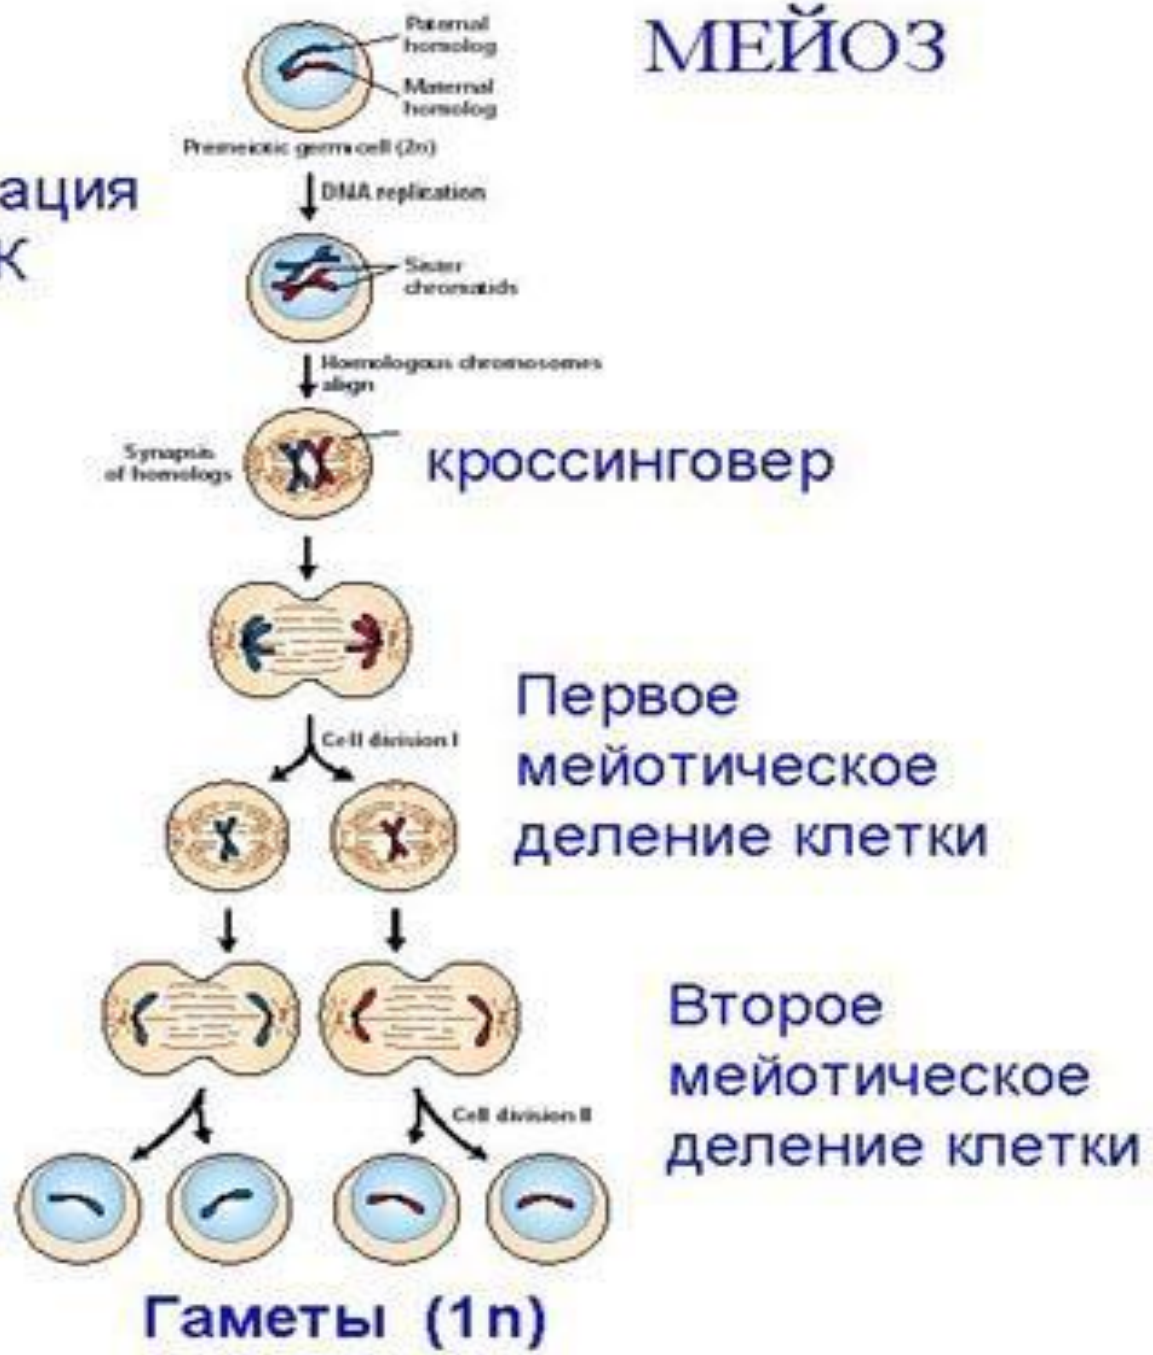 МЕЙОЗ
Paternal
homolog
Maternal
homolog
Premeiotic germ cell (2n)
ация
К
DNA replication
Sister
chromatids
Homologous chromosomes
align
Synapsis
of homologs
кроссинговер
Первое
мейотическое
деление клетки
Cell division I
Второе
мейотическое
деление клетки
Cell division II
Гаметы (1n)